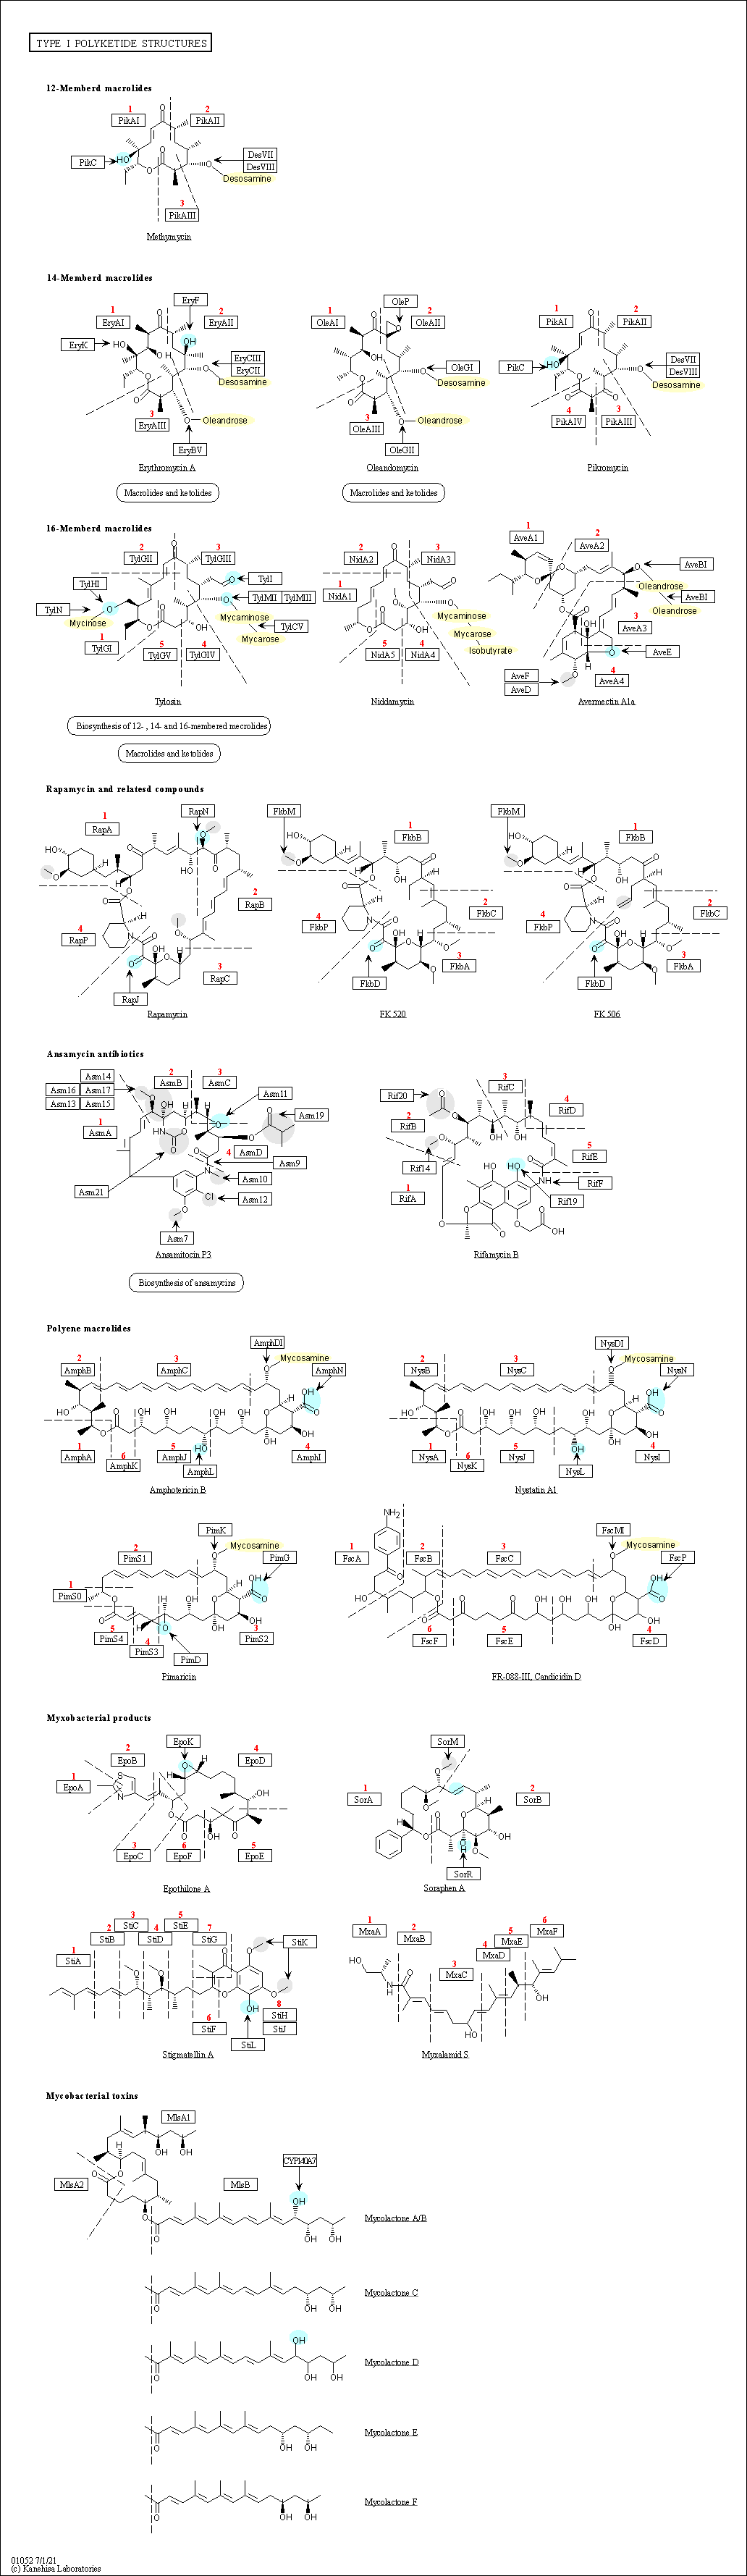 TYPE I POLYKETIDE STRUCTURES
12-Memberd macrolides
1
2
PikAI
PikAII
O
PikC
HO
O
O
O
DesVII
DesVIII
Desosamine
3
PikAIII
Methymycin
14-Memberd macrolides
1
EryAI
EryF
2
EryAII
EryK
HO
HO
O
OH
OH
O
O
O
O
EryCIII
EryCII
Desosamine
3
EryAIII
Oleandrose
EryBV
Erythromycin A
Macrolides and ketolides
1
OleAI
OleP
2
OleAII
O
O
OH
O
O
O
O
OleGI
Desosamine
3
OleAIII
Oleandrose
OleGII
Oleandomycin
Macrolides and ketolides
1
PikAI
2
PikAII
O
PikC
HO
O
O
O
O
DesVII
DesVIII
Desosamine
4
PikAIV
3
PikAIII
Pikromycin
16-Memberd macrolides
2
TylGII
3
TylGIII
O
O
TylI
TylHI
TylN
O
Mycinose
O
TylMII
TylMIII
Mycaminose
TylCV
Mycarose
O
O
OH
1
TylGI
5
TylGV
4
TylGIV
Tylosin
Biosynthesis of 12- , 14- and 16-membered mecrolides
Macrolides and ketolides
2
NidA2
3
NidA3
O
O
1
NidA1
O
O
O
O
OH
Mycaminose
Mycarose
Isobutyrate
5
NidA5
4
NidA4
Niddamycin
1
AveA1
2
AveA2
O
O
O
AveBI
Oleandrose
AveBI
Oleandrose
O
O
OH
3
AveA3
O
H
AveE
AveF
AveD
O
4
AveA4
Avermectin A1a
Rapamycin and relatesd compounds
1
RapA
RapN
HO
O
H
H
O
O
O
OH
O
2
RapB
O
H
N
O
4
RapP
O
O
OH
O
H
3
RapC
RapJ
Rapamycin
FkbM
1
FkbB
HO
O
H
H
OH
O
O
O
H
N
2
FkbC
4
FkbP
O
O
OH
O
H
O
O
3
FkbA
FkbD
FK 520
FkbM
1
FkbB
HO
O
H
H
OH
O
O
O
H
N
2
FkbC
4
FkbP
O
O
OH
O
H
O
O
3
FkbA
FkbD
FK 506
Ansamycin antibiotics
Asm14
Asm16
Asm17
Asm13
Asm15
2
AsmB
3
AsmC
Asm11
O
OH
HN
O
O
O
O
O
Asm19
1
AsmA
O
N
4
AsmD
Asm9
Asm10
Asm21
Cl
Asm12
O
Asm7
Ansamitocin P3
Biosynthesis of ansamycins
Rif20
3
RifC
4
RifD
O
O
2
RifB
O
OH
OH
O
Rif14
5
RifE
O
OH
HO
NH
RifF
1
RifA
Rif19
O
O
O
O
O
OH
Rifamycin B
Polyene macrolides
2
AmphB
3
AmphC
AmphDI
Mycosamine
AmphN
O
OH
O
H
HO
O
O
OH
OH
OH
OH
HO
O
OH
OH
1
AmphA
6
AmphK
5
AmphJ
AmphL
4
AmphI
Amphotericin B
2
NysB
3
NysC
NysDI
Mycosamine
NysN
O
OH
O
H
HO
O
O
OH
OH
OH
OH
O
OH
OH
1
NysA
6
NysK
5
NysJ
NysL
4
NysI
Nystatin A1
2
PimS1
PimK
Mycosamine
PimG
1
PimS0
O
OH
O
H
O
O
H
H
O
OH
O
OH
OH
5
PimS4
4
PimS3
PimD
3
PimS2
Pimaricin
NH2
1
FscA
2
FscB
3
FscC
FscMI
Mycosamine
FscP
O
O
OH
O
OH
O
O
O
O
OH
OH
OH
OH
O
OH
OH
6
FscF
5
FscE
4
FscD
FR-088-III, Candicidin D
Myxobacterial products
1
EpoA
2
EpoB
EpoK
4
EpoD
H
O
H
S
N
O
O
OH
O
OH
3
EpoC
6
EpoF
5
EpoE
Epothilone A
SorM
1
SorA
2
SorB
O
O
H
H
O
O
O
OH
O
O
H
SorR
Soraphen A
1
StiA
2
StiB
3
StiC
4
StiD
5
StiE
7
StiG
StiK
O
O
O
O
O
O
OH
6
StiF
StiL
8
StiH
StiJ
Stigmatellin A
1
MxaA
2
MxaB
3
MxaC
4
MxaD
5
MxaE
6
MxaF
HO
O
N
H
HO
OH
Myxalamid S
Mycobacterial toxins
MlsA1
OH
OH
H
O
O
MlsA2
MlsB
CYP140A7
O
O
OH
OH
OH
Mycolactone A/B
O
OH
OH
Mycolactone C
O
OH
OH
OH
Mycolactone D
O
OH
OH
Mycolactone E
O
OH
OH
Mycolactone F
01052 7/1/21
(c) Kanehisa Laboratories